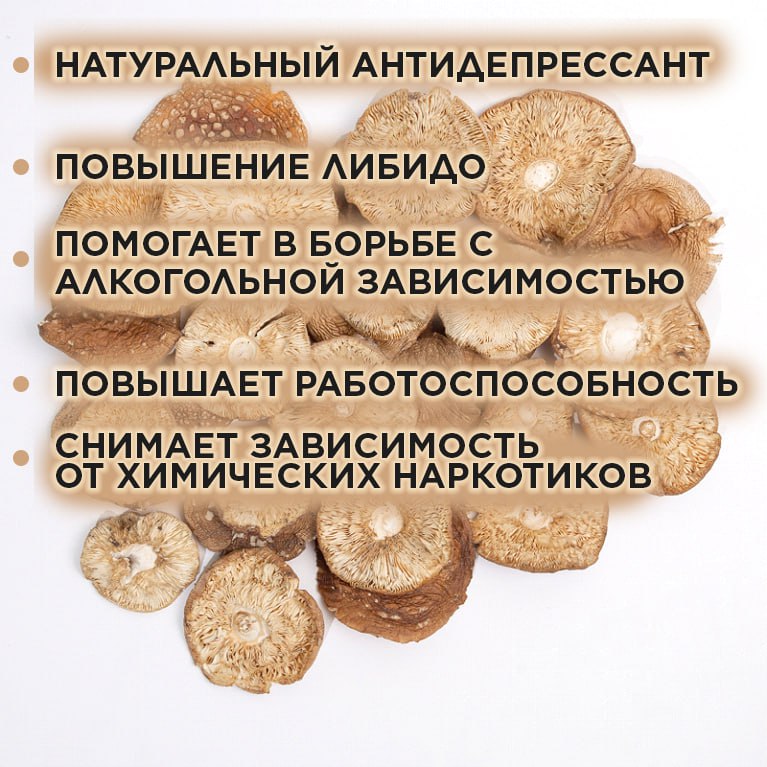 НАТУРАЛЬНЫЙ АНТИДЕПРЕССАНТ
ПОВЫШЕНИЕ ЛИБИДО
ПОМОГАЕТ В БОРЬБЕ С
АЛКОГОЛЬНОЙ ЗАВИСИМОСТЬЮ
ПОВЫШАЕТ РАБОТОСПОСОБНОСТЬ
СНИМАЕТ ЗАВИСИМОСТЬ
ОТ ХИМИЧЕСКИХ НАРКОТИКОВ